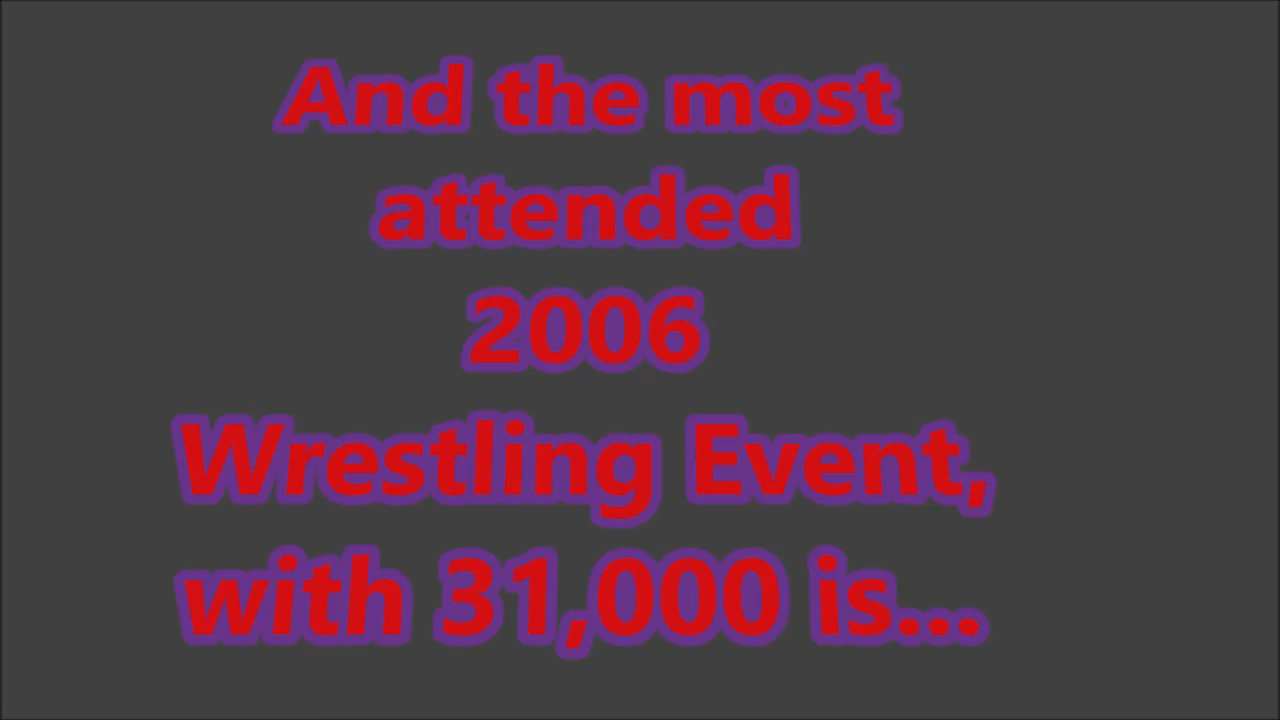 And the most
attended
2006
Wrestling Event,
with 31,000 is...